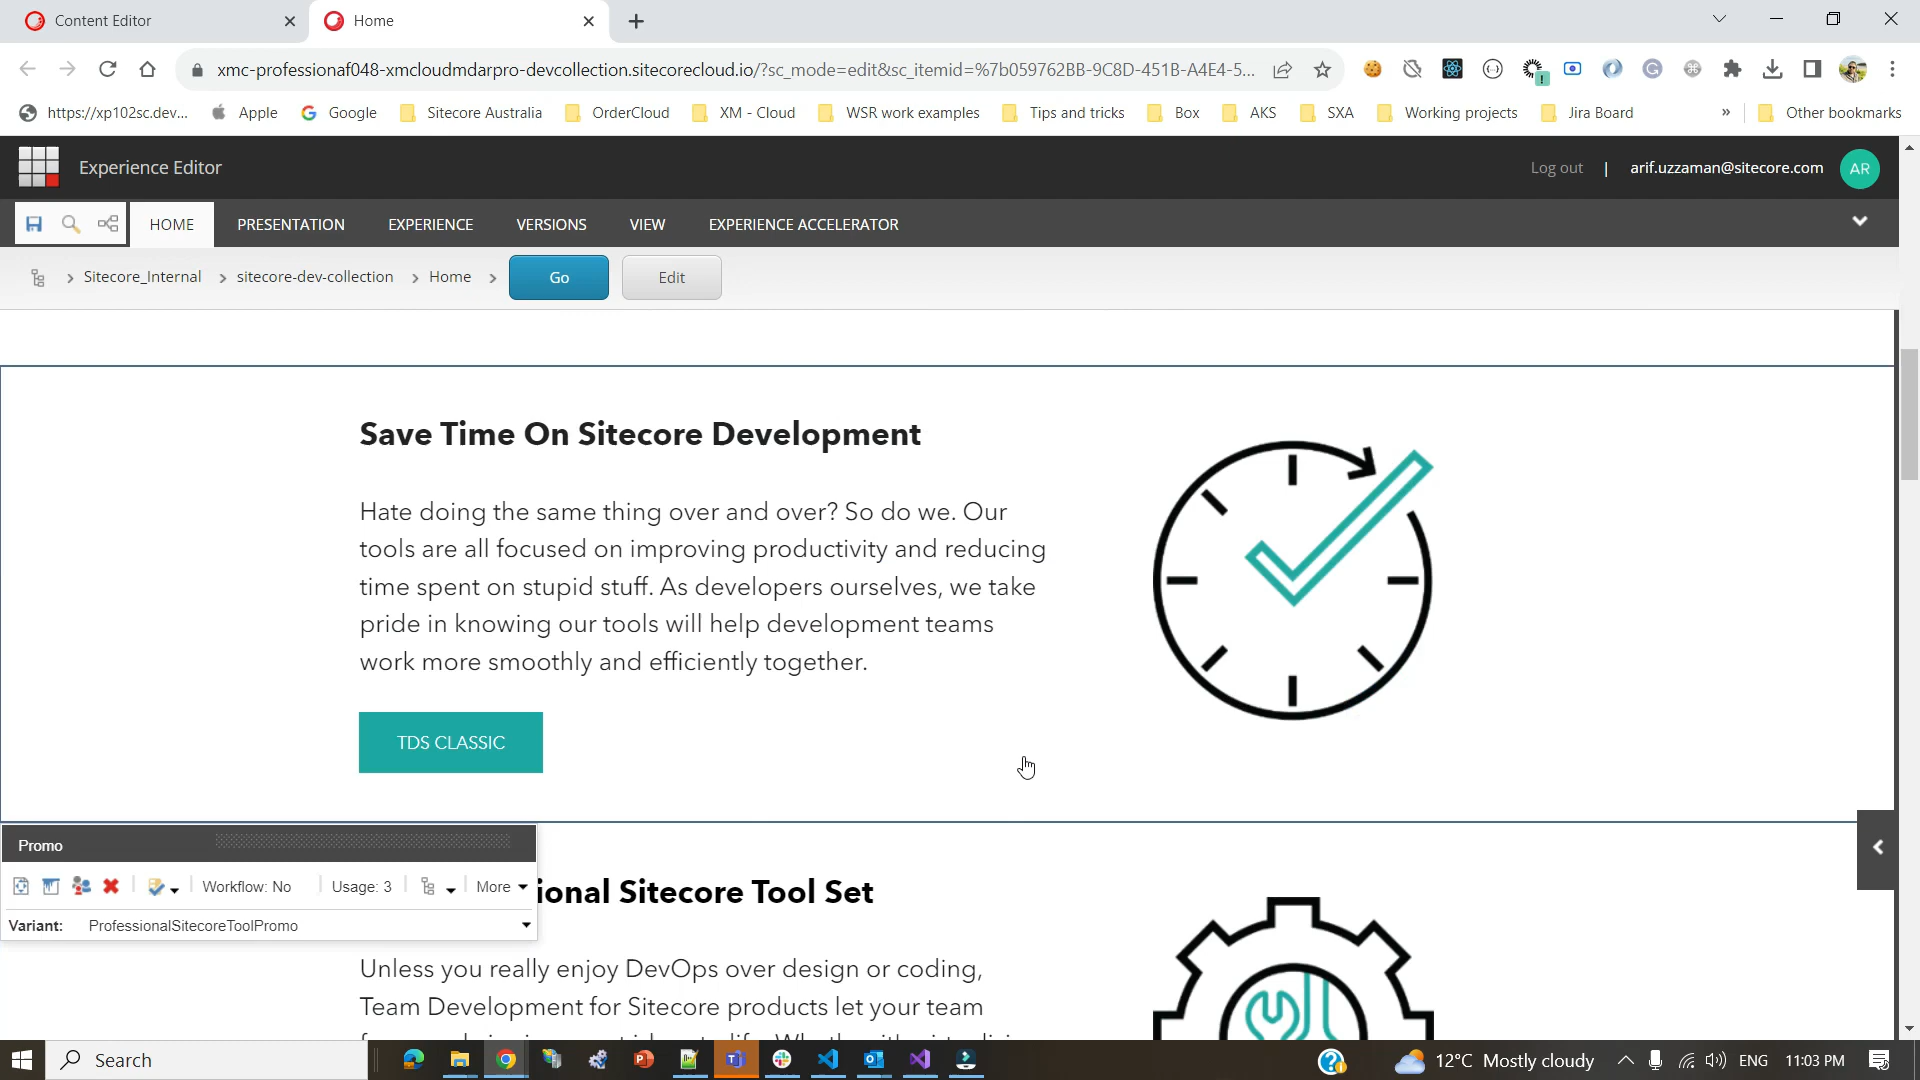 Content Editor
Home
xmc-professionaf048-xmcloudmdarpro-devcollection.sitecorecloud.io/?sc_mode=edit&sc_itemid=%7b059762BB-9C8D-451B-A4E4-5...
https://xp102sc.dev...
Apple
Google
Sitecore Australia
OrderCloud
XM - Cloud
WSR work examples
Tips and tricks
Box
AKS
SXA
Working projects
Jira Board
»
Other bookmarks
Experience Editor
Log out | arif.uzzaman@sitecore.com AR
HOME
PRESENTATION
EXPERIENCE
VERSIONS
VIEW
EXPERIENCE ACCELERATOR
Sitecore_Internal
sitecore-dev-collection
Home
Go
Edit
Save Time On Sitecore Development
Hate doing the same thing over and over? So do we. Our
tools are all focused on improving productivity and reducing
time spent on stupid stuff. As developers ourselves, we take
pride in knowing our tools will help development teams
work more smoothly and efficiently together.
TDS CLASSIC
Promo
Workflow: No
Usage: 3
More
Variant: ProfessionalSitecoreToolPromo
ional Sitecore Tool Set
Unless you really enjoy DevOps over design or coding,
Team Development for Sitecore products let your team
Search
12°C Mostly cloudy
ENG
11:03 PM